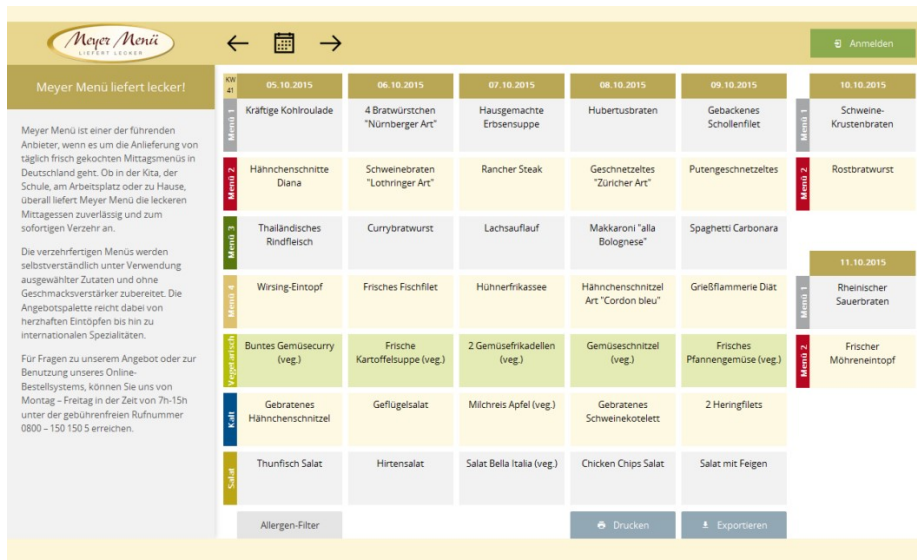 Meyer Menü
LIEFERT LECKER
Anmelden
Meyer Menü liefert lecker!
Meyer Menü ist einer der führenden
Anbieter, wenn es um die Anlieferung von
täglich frisch gekochten Mittagsmenüs in
Deutschland geht. Ob in der Kita, der
Schule, am Arbeitsplatz oder zu Hause,
überall liefert Meyer Menü die leckeren
Mittagessen zuverlässig und zum
sofortigen Verzehr an.
Die verzehrfertigen Menüs werden
selbstverständlich unter Verwendung
ausgewählter Zutaten und ohne
Geschmacksverstärker zubereitet. Die
Angebotspalette reicht dabei von
herzhaften Eintöpfen bis hin zu
internationalen Spezialitäten.
Für Fragen zu unserem Angebot oder zur
Benutzung unseres Online-
Bestellsystems, können Sie uns von
Montag – Freitag in der Zeit von 7h-15h
unter der gebührenfreien Rufnummer
0800 – 150 150 5 erreichen.
KW
41
05.10.2015
06.10.2015
07.10.2015
08.10.2015
09.10.2015
Menü 1
Kräftige Kohlroulade
4 Bratwürstchen
"Nürnberger Art"
Hausgemachte
Erbsensuppe
Hubertusbraten
Gebackenes
Schollenfilet
Menü 2
Hähnchenschnitte
Diana
Schweinebraten
"Lothringer Art"
Rancher Steak
Geschnetzeltes
"Züricher Art"
Putengeschnetzeltes
Menü 3
Thailändisches
Rindfleisch
Currybratwurst
Lachsauflauf
Makkaroni "alla
Bolognese"
Spaghetti Carbonara
Menü 4
Wirsing-Eintopf
Frisches Fischfilet
Hühnerfrikassee
Hähnchenschnitzel
Art "Cordon bleu"
Grießflammerie Diät
Vegetarisch
Buntes Gemüsecurry
(veg.)
Frische
Kartoffelsuppe (veg.)
2 Gemüsefrikadellen
(veg.)
Gemüseschnitzel
(veg.)
Frisches
Pfannengemüse (veg.)
Kalt
Gebratenes
Hähnchenschnitzel
Geflügelsalat
Milchreis Apfel (veg.)
Gebratenes
Schweinekotelett
2 Heringfilets
Salat
Thunfisch Salat
Hirtensalat
Salat Bella Italia (veg.)
Chicken Chips Salat
Salat mit Feigen
10.10.2015
Menü 1
Schweine-
Krustenbraten
Menü 2
Rostbratwurst
11.10.2015
Menü 1
Rheinischer
Sauerbraten
Menü 2
Frischer
Möhreneintopf
Allergen-Filter
Drucken
Exportieren